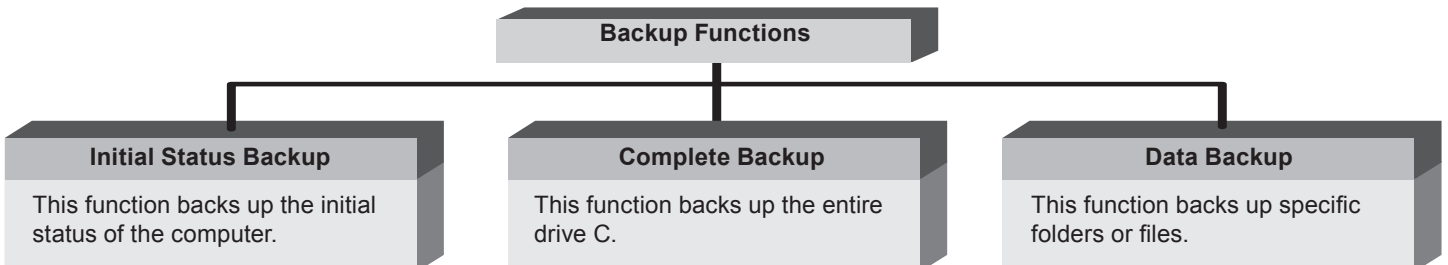 Backup Functions
Initial Status Backup
This function backs up the initial
status of the computer.
Complete Backup
This function backs up the entire
drive C.
Data Backup
This function backs up specific
folders or files.